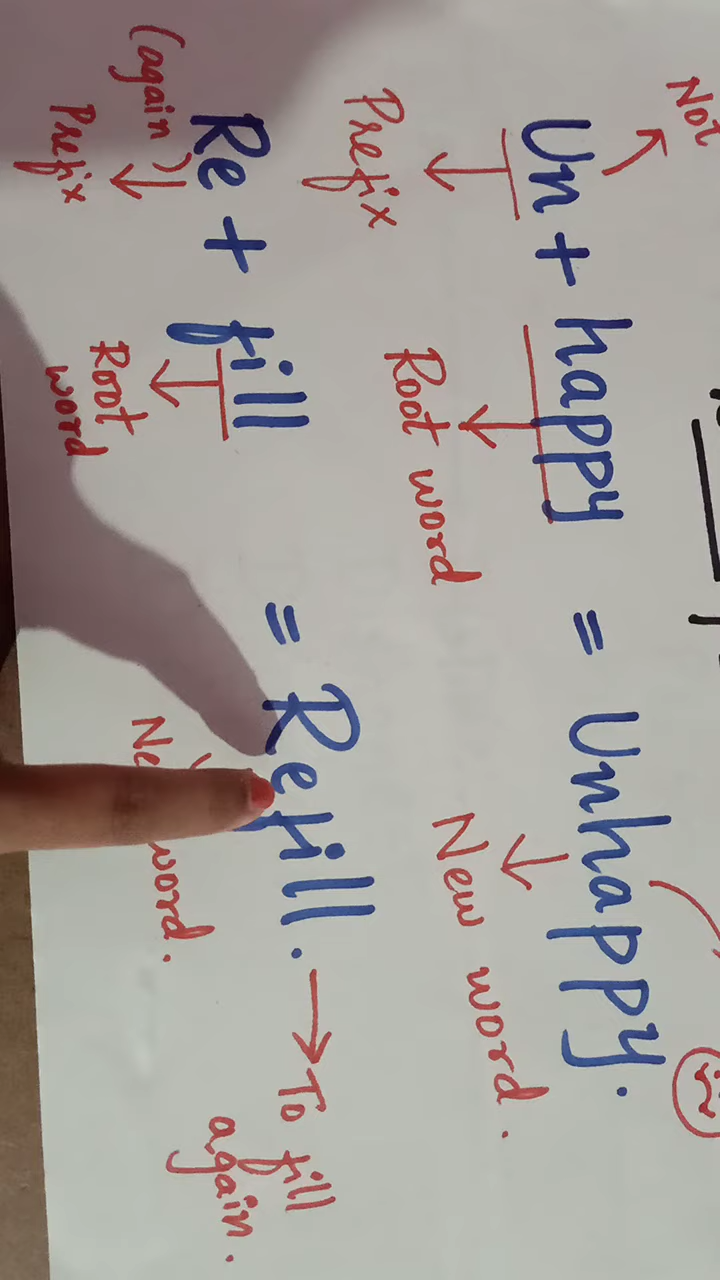 Not
Un + happy = Unhappy.
Prefix Root word New word.
Re + fill = Refill. → To fill again.
(again)
Prefix Root word New word.